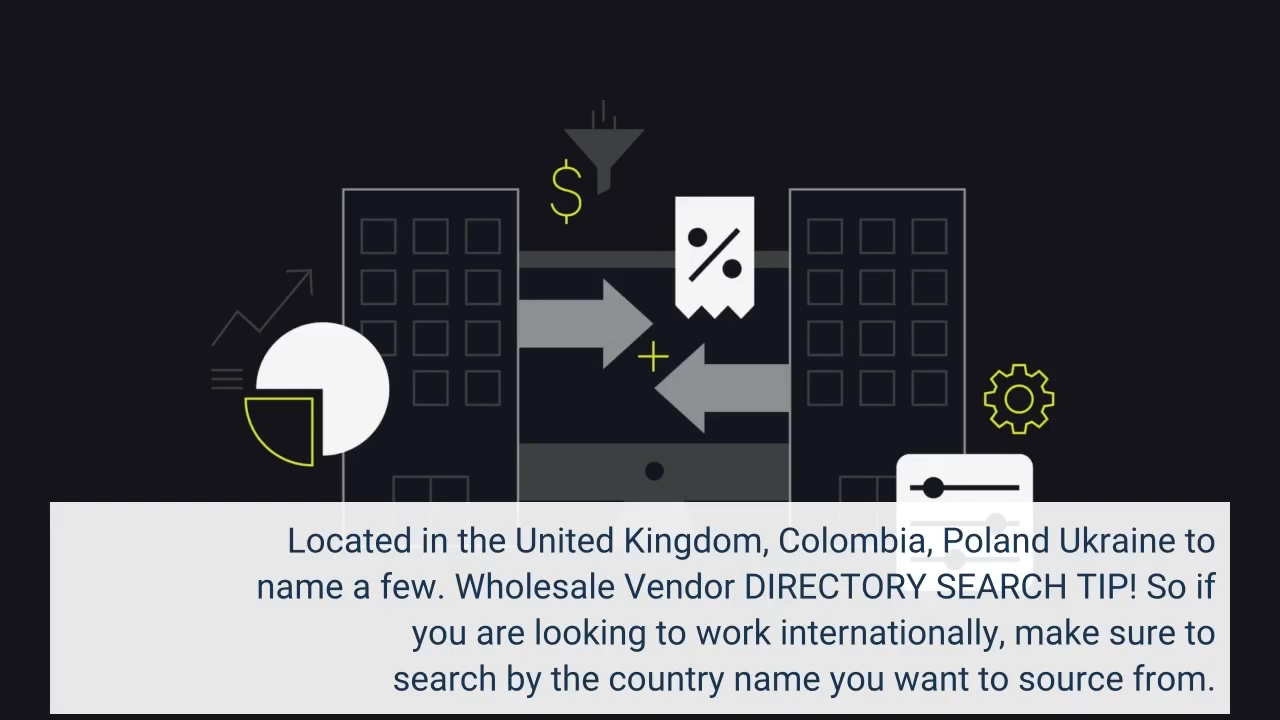 $
%
Located in the United Kingdom, Colombia, Poland Ukraine to
name a few. Wholesale Vendor DIRECTORY SEARCH TIP! So if
you are looking to work internationally, make sure to
search by the country name you want to source from.